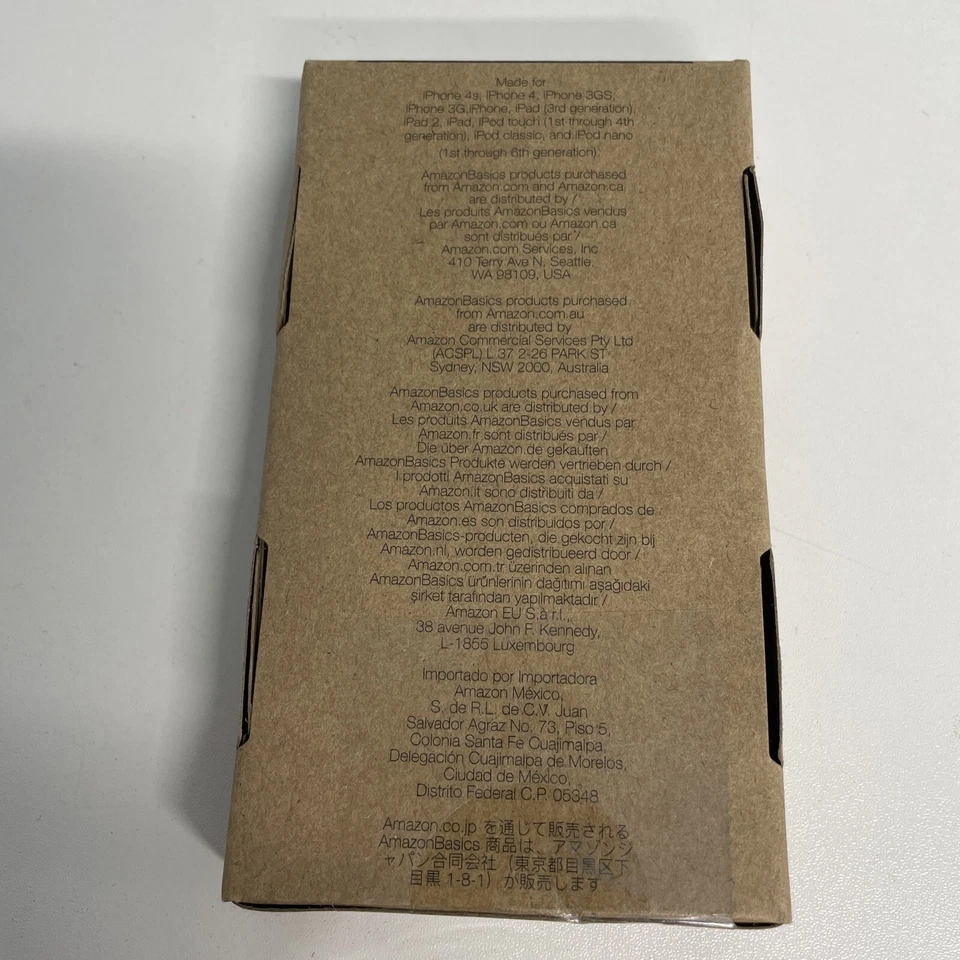 Made for
iPhone 4s, iPhone 4, iPhone 3GS,
iPhone 3G,iPhone, iPad (3rd generation),
iPad 2, iPad, iPod touch (1st through 4th
generation), iPod classic, and iPod nano
(1st through 6th generation).
AmazonBasics products purchased
from Amazon.com and Amazon.ca
are distributed by /
Les produits AmazonBasics vendus
par Amazon.com ou Amazon.ca
sont distribués par /
Amazon.com Services, Inc.
410 Terry Ave N, Seattle,
WA 98109, USA
AmazonBasics products purchased
from Amazon.com.au
are distributed by
Amazon Commercial Services Pty Ltd
(ACSPL) L 37 2-26 PARK ST
Sydney, NSW 2000, Australia
AmazonBasics products purchased from
Amazon.co.uk are distributed by /
Les produits AmazonBasics vendus par
Amazon.fr sont distribués par /
Die über Amazon.de gekauften
AmazonBasics Produkte werden vertrieben durch /
I prodotti AmazonBasics acquistati su
Amazon.it sono distribuiti da /
Los productos AmazonBasics comprados de
Amazon.es son distribuidos por /
AmazonBasics-producten, die gekocht zijn bij
Amazon.nl, worden gedistribueerd door /
Amazon.com.tr üzerinden alınan
AmazonBasics ürünlerinin dağıtımı aşağıdaki
şirket tarafından yapılmaktadır /
Amazon EU S.à r.l.,
38 avenue John F. Kennedy,
L-1855 Luxembourg
Importado por Importadora
Amazon México,
S. de R.L. de C.V. Juan
Salvador Agraz No. 73, Piso 5,
Colonia Santa Fe Cuajimalpa,
Delegación Cuajimalpa de Morelos,
Ciudad de México,
Distrito Federal C.P. 05348
Amazon.co.jp を通じて販売される
AmazonBasics 商品は、アマゾンジ
ャパン合同会社（東京都目黒区下
目黒 1-8-1）が販売します